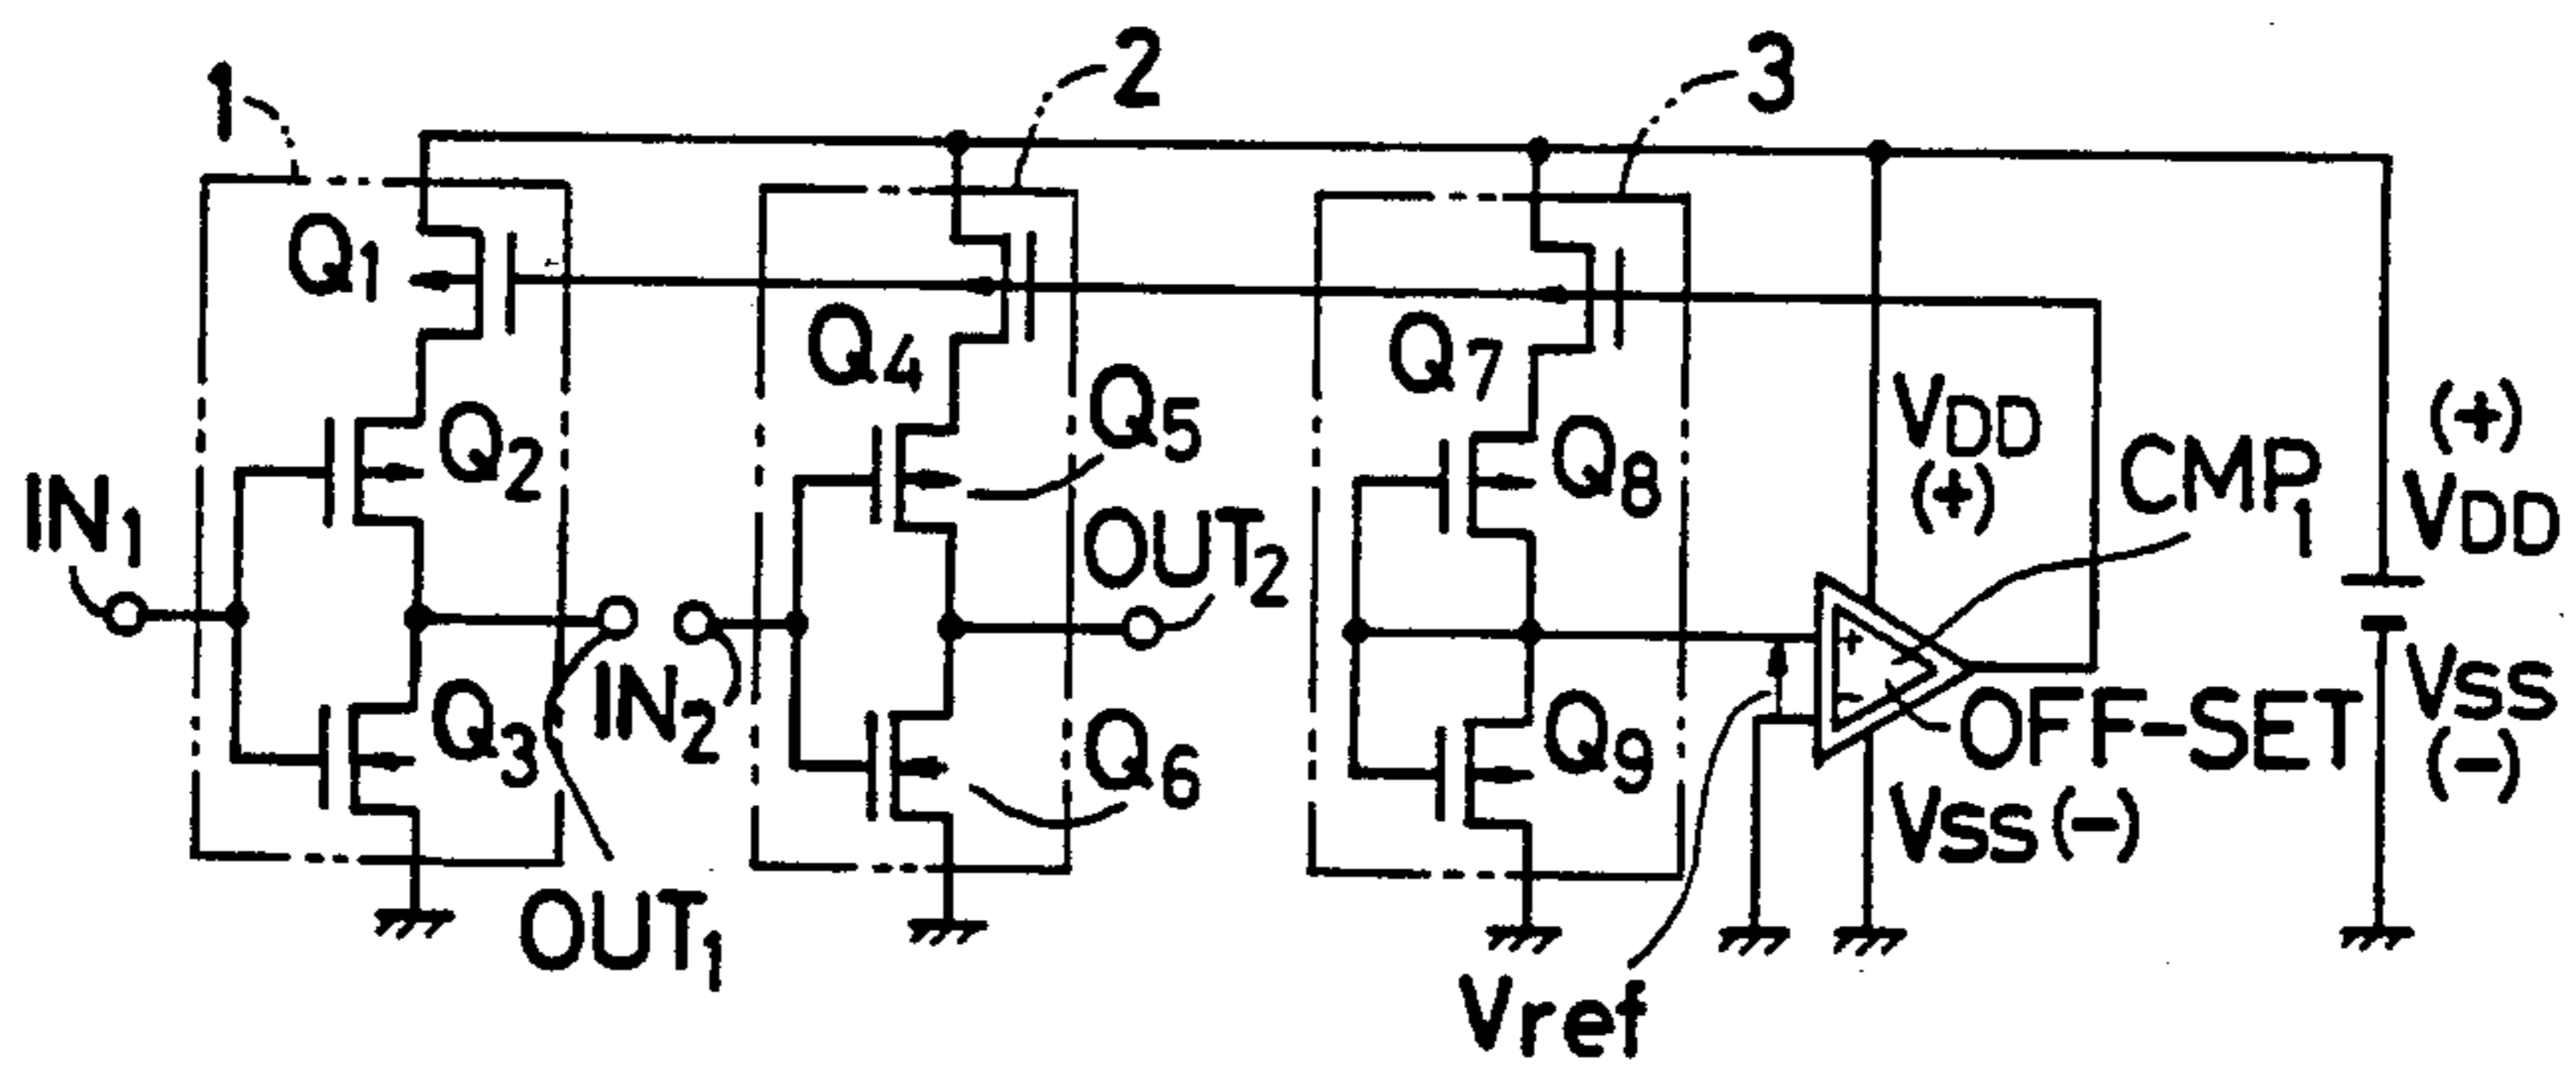 1
2
3
Q1
Q4
Q7
Q2
Q5
Q8
VDD
(+)
CMP1
(+)
VDD
IN1
OUT2
+
−
Q3
IN2
Q6
Q9
OFF-SET
VSS
(−)
VSS (−)
OUT1
Vref